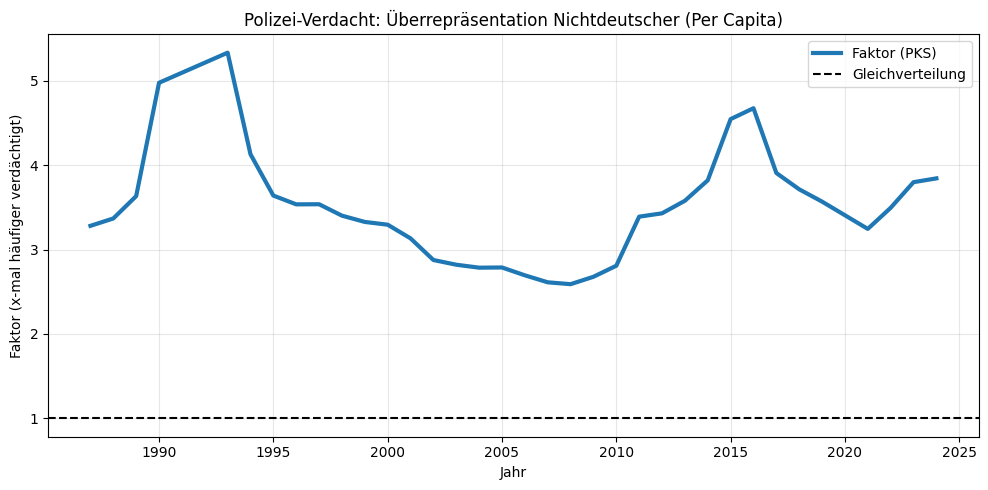 Polizei-Verdacht: Überrepräsentation Nichtdeutscher (Per Capita)
Faktor (PKS)
Gleichverteilung
Faktor (x-mal häufiger verdächtigt)
5
4
3
2
1
1990 1995 2000 2005 2010 2015 2020 2025
Jahr